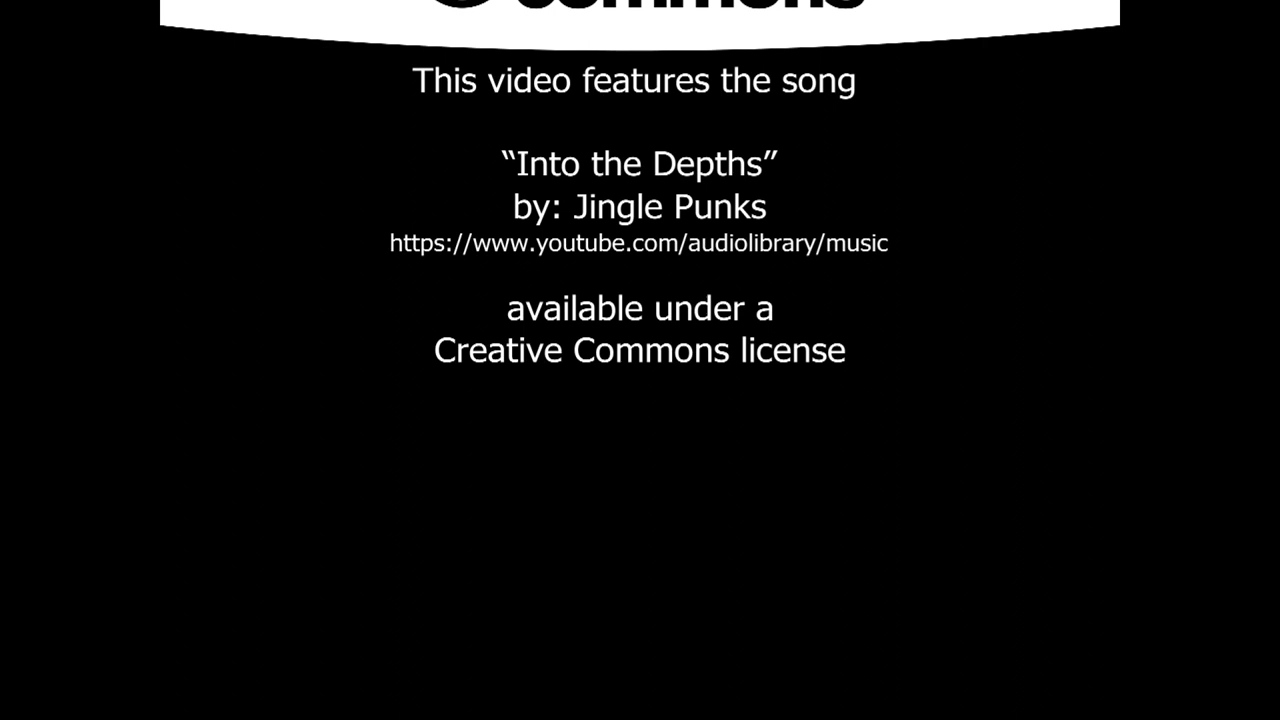 commons
This video features the song
“Into the Depths”
by: Jingle Punks
https://www.youtube.com/audiolibrary/music
available under a
Creative Commons license